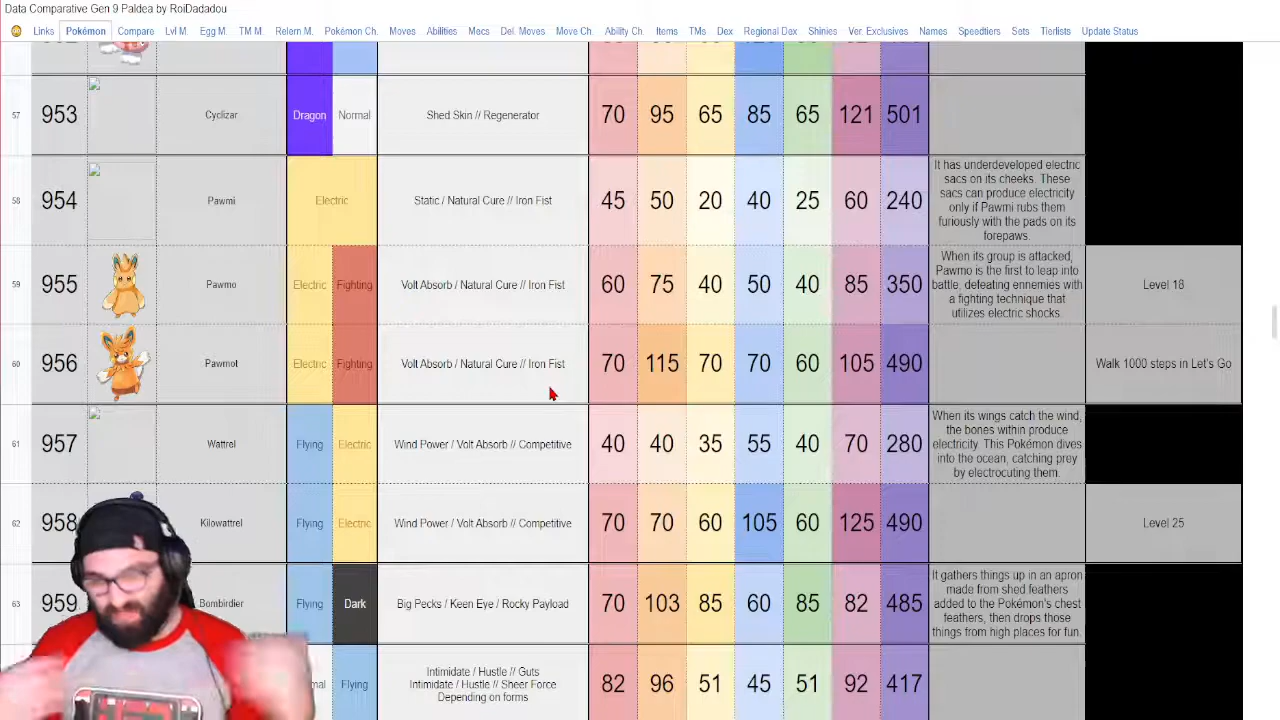 Data Comparative Gen 9 Paldea by RoiDadadou
Links Pokémon Compare Lvl M. Egg M. TM M. Relern M. Pokémon Ch. Moves Abilities Mecs Del. Moves Move Ch. Ability Ch. Items TMs Dex Regional Dex Shinies Ver. Exclusives Names Speedtiers Sets Tierlists Update Status
57 953 Cyclizar Dragon Normal Shed Skin // Regenerator 70 95 65 85 65 121 501
58 954 Pawmi Electric Static / Natural Cure // Iron Fist 45 50 20 40 25 60 240
It has underdeveloped electric
sacs on its cheeks. These
sacs can produce electricity
only if Pawmi rubs them
furiously with the pads on its
forepaws.
59 955 Pawmo Electric Fighting Volt Absorb / Natural Cure // Iron Fist 60 75 40 50 40 85 350
When its group is attacked,
Pawmo is the first to leap into
battle, defeating ennemies with
a fighting technique that
utilizes electric shocks.
Level 18
60 956 Pawmot Electric Fighting Volt Absorb / Natural Cure // Iron Fist 70 115 70 70 60 105 490 Walk 1000 steps in Let's Go
61 957 Wattrel Flying Electric Wind Power / Volt Absorb // Competitive 40 40 35 55 40 70 280
When its wings catch the wind,
the bones within produce
electricity. This Pokémon dives
into the ocean, catching prey
by electrocuting them.
62 958 Kilowattrel Flying Electric Wind Power / Volt Absorb // Competitive 70 70 60 105 60 125 490 Level 25
63 959 Bombirdier Flying Dark Big Pecks / Keen Eye / Rocky Payload 70 103 85 60 85 82 485
It gathers things up in an apron
made from shed feathers
added to the Pokémon's chest
feathers, then drops those
things from high places for fun.
Flying
Intimidate / Hustle // Guts
Intimidate / Hustle // Sheer Force
Depending on forms
82 96 51 45 51 92 417